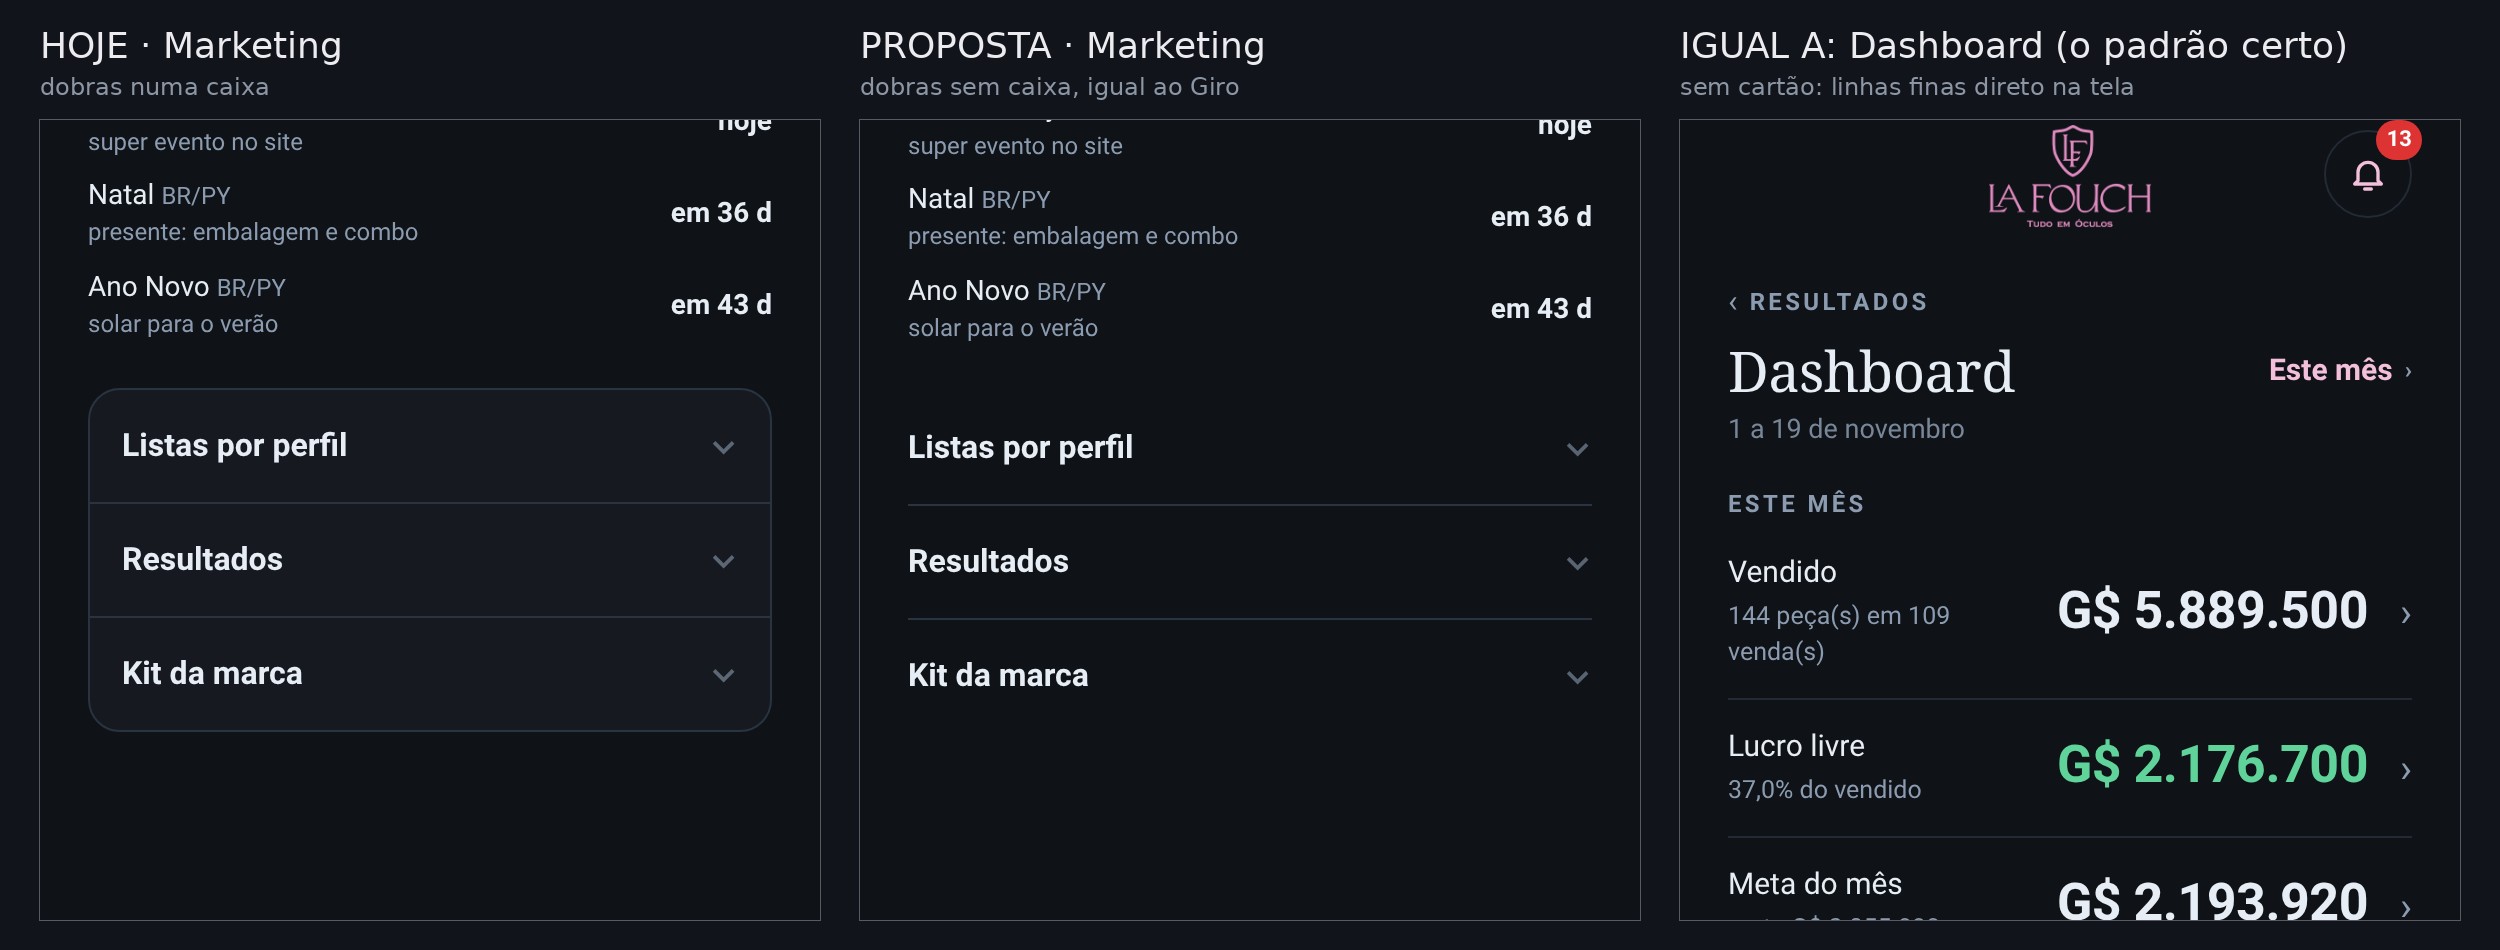 HOJE · Marketing
dobras numa caixa
hoje
super evento no site
Natal BR/PY
em 36 d
presente: embalagem e combo
Ano Novo BR/PY
em 43 d
solar para o verão
Listas por perfil
Resultados
Kit da marca
PROPOSTA · Marketing
dobras sem caixa, igual ao Giro
hoje
super evento no site
Natal BR/PY
em 36 d
presente: embalagem e combo
Ano Novo BR/PY
em 43 d
solar para o verão
Listas por perfil
Resultados
Kit da marca
IGUAL A: Dashboard (o padrão certo)
sem cartão: linhas finas direto na tela
LF
LA FOUCH
TUDO EM ÓCULOS
13
‹ RESULTADOS
Dashboard
Este mês ›
1 a 19 de novembro
ESTE MÊS
Vendido
144 peça(s) em 109
venda(s)
G$ 5.889.500 ›
Lucro livre
37,0% do vendido
G$ 2.176.700 ›
Meta do mês
G$ 2.193.920 ›